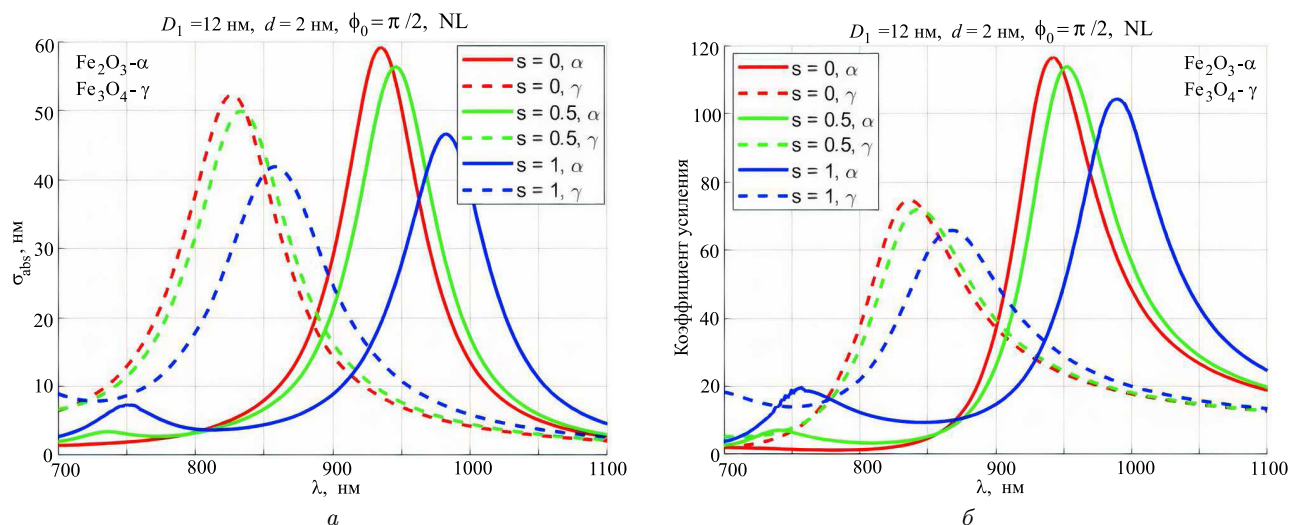 D₁ =12 нм, d = 2 нм, ϕ₀ = π /2, NL
Fe₂O₃-α
Fe₃O₄- γ
s = 0, α
s = 0, γ
s = 0.5, α
s = 0.5, γ
s = 1, α
s = 1, γ
σabs, нм
60
50
40
30
20
10
0
700
800
900
1000
1100
λ, нм
а
D₁ =12 нм, d = 2 нм, ϕ₀ = π /2, NL
s = 0, α
s = 0, γ
s = 0.5, α
s = 0.5, γ
s = 1, α
s = 1, γ
Fe₂O₃-α
Fe₃O₄- γ
Коэффициент усиления
120
100
80
60
40
20
0
700
800
900
1000
1100
λ, нм
б